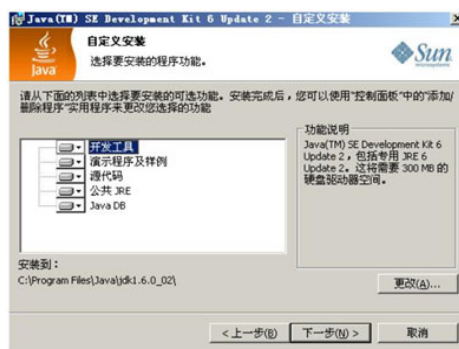 Java(TM) SE Development Kit 6 Update 2 - 自定义安装
Java
自定义安装
选择要安装的程序功能。
Sun
microsystems
请从下面的列表中选择要安装的可选功能。安装完成后，您可以使用"控制面板"中的"添加/
删除程序"实用程序来更改您选择的功能
开发工具
演示程序及样例
源代码
公共 JRE
Java DB
功能说明
Java(TM) SE Development Kit 6
Update 2，包括专用 JRE 6
Update 2。这将需要 300 MB 的
硬盘驱动器空间。
安装到：
C:\Program Files\Java\jdk1.6.0_02\
更改(A)...
<上一步(B)
下一步(N) >
取消